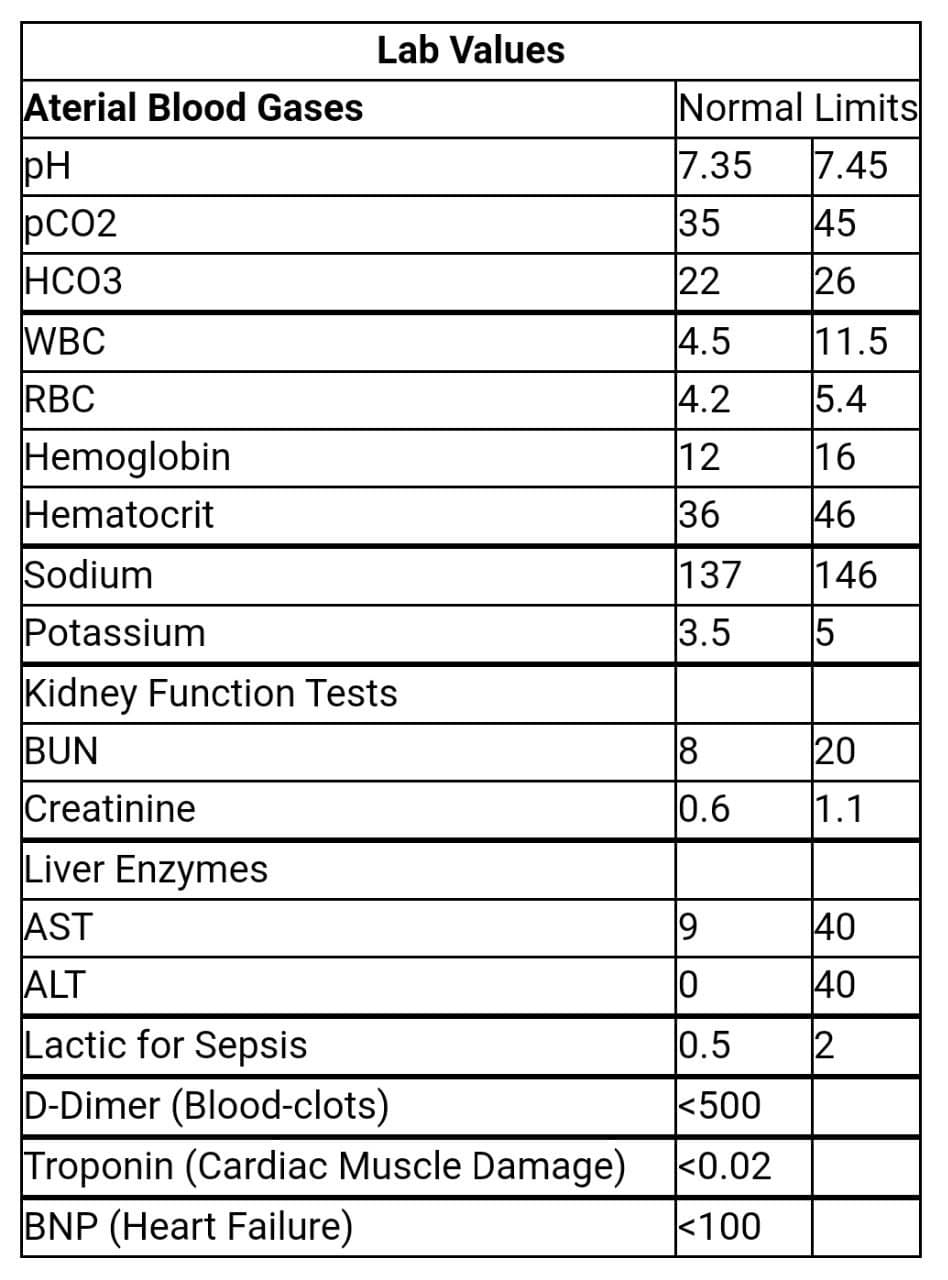 Lab Values
Aterial Blood Gases Normal Limits
pH 7.35 7.45
pCO2 35 45
HCO3 22 26
WBC 4.5 11.5
RBC 4.2 5.4
Hemoglobin 12 16
Hematocrit 36 46
Sodium 137 146
Potassium 3.5 5
Kidney Function Tests
BUN 8 20
Creatinine 0.6 1.1
Liver Enzymes
AST 9 40
ALT 0 40
Lactic for Sepsis 0.5 2
D-Dimer (Blood-clots) <500
Troponin (Cardiac Muscle Damage) <0.02
BNP (Heart Failure) <100